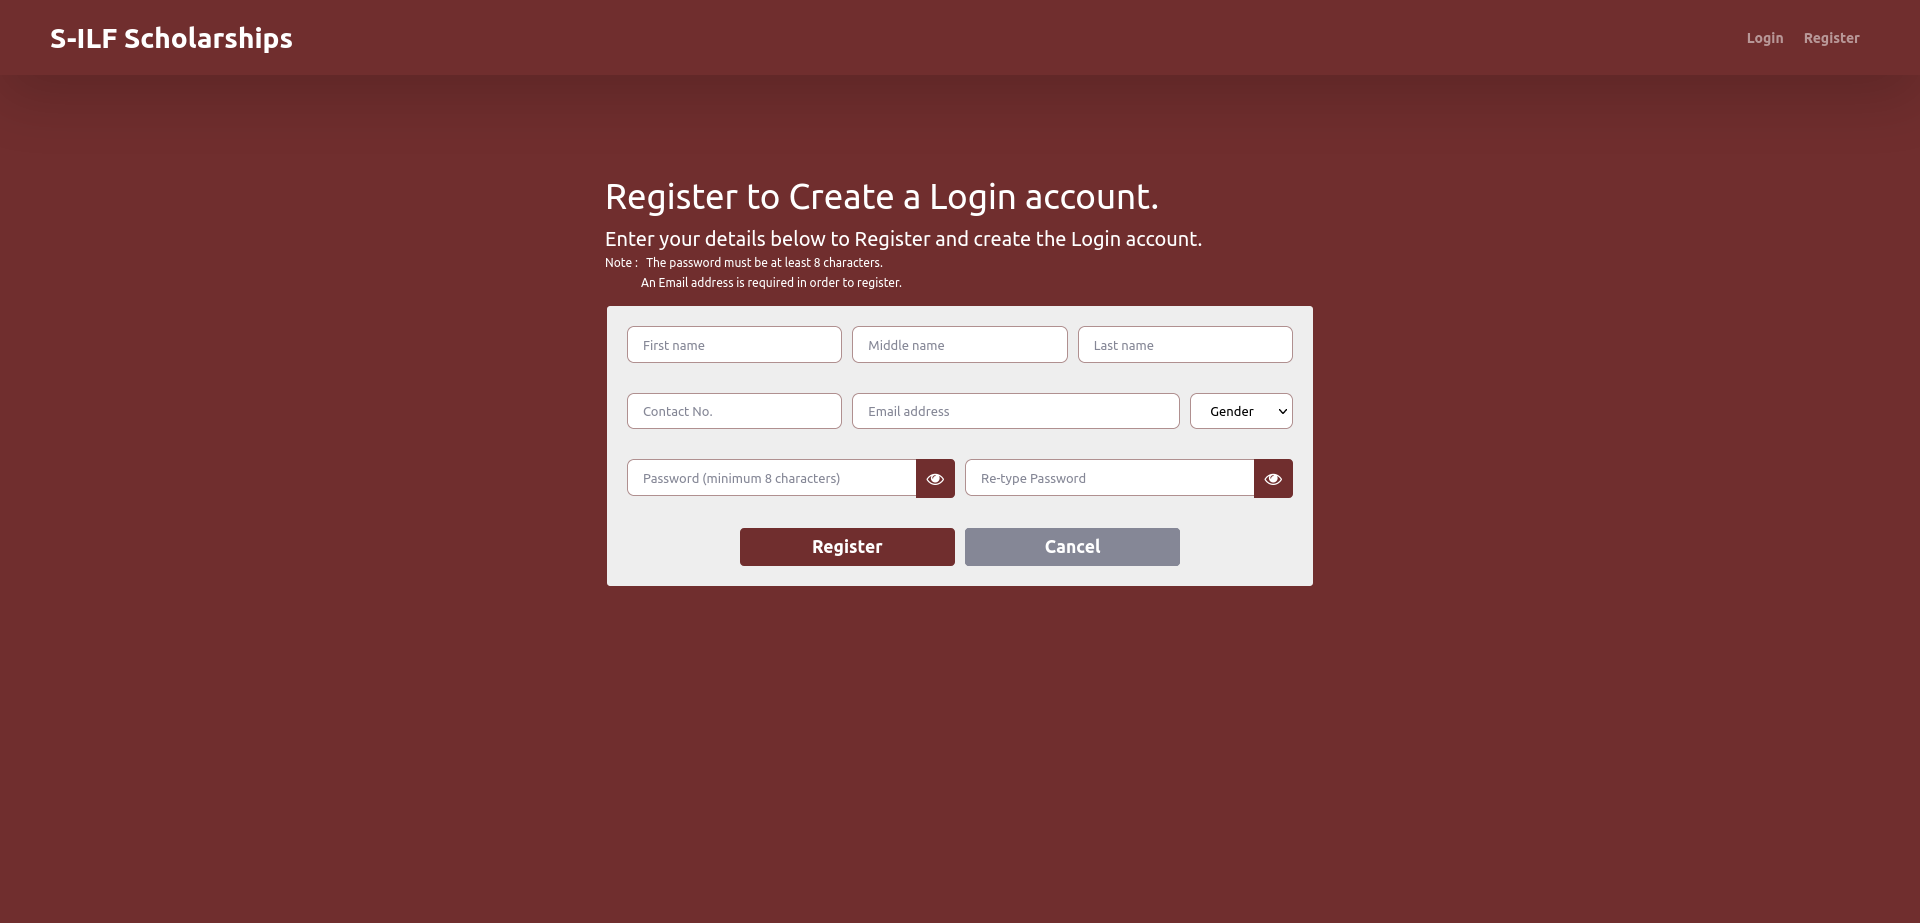 S-ILF Scholarships
Login Register
Register to Create a Login account.
Enter your details below to Register and create the Login account.
Note : The password must be at least 8 characters.
An Email address is required in order to register.
First name Middle name Last name
Contact No. Email address Gender
Password (minimum 8 characters) Re-type Password
Register Cancel